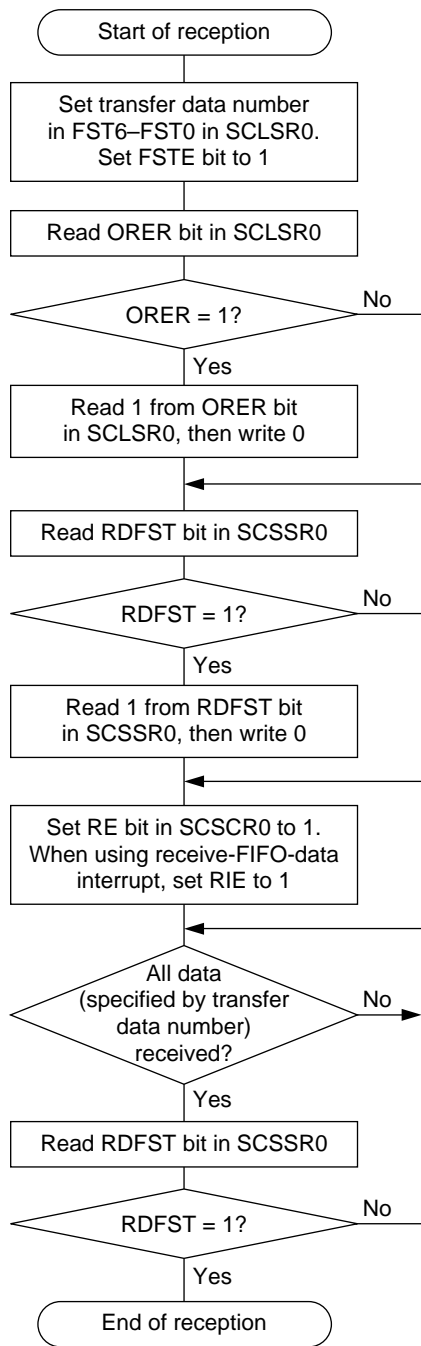 Start of reception
Set transfer data number
in FST6–FST0 in SCLSR0.
Set FSTE bit to 1
Read ORER bit in SCLSR0
ORER = 1?
No
Yes
Read 1 from ORER bit
in SCLSR0, then write 0
Read RDFST bit in SCSSR0
RDFST = 1?
No
Yes
Read 1 from RDFST bit
in SCSSR0, then write 0
Set RE bit in SCSCR0 to 1.
When using receive-FIFO-data
interrupt, set RIE to 1
All data
(specified by transfer
data number)
received?
No
Yes
Read RDFST bit in SCSSR0
RDFST = 1?
No
Yes
End of reception